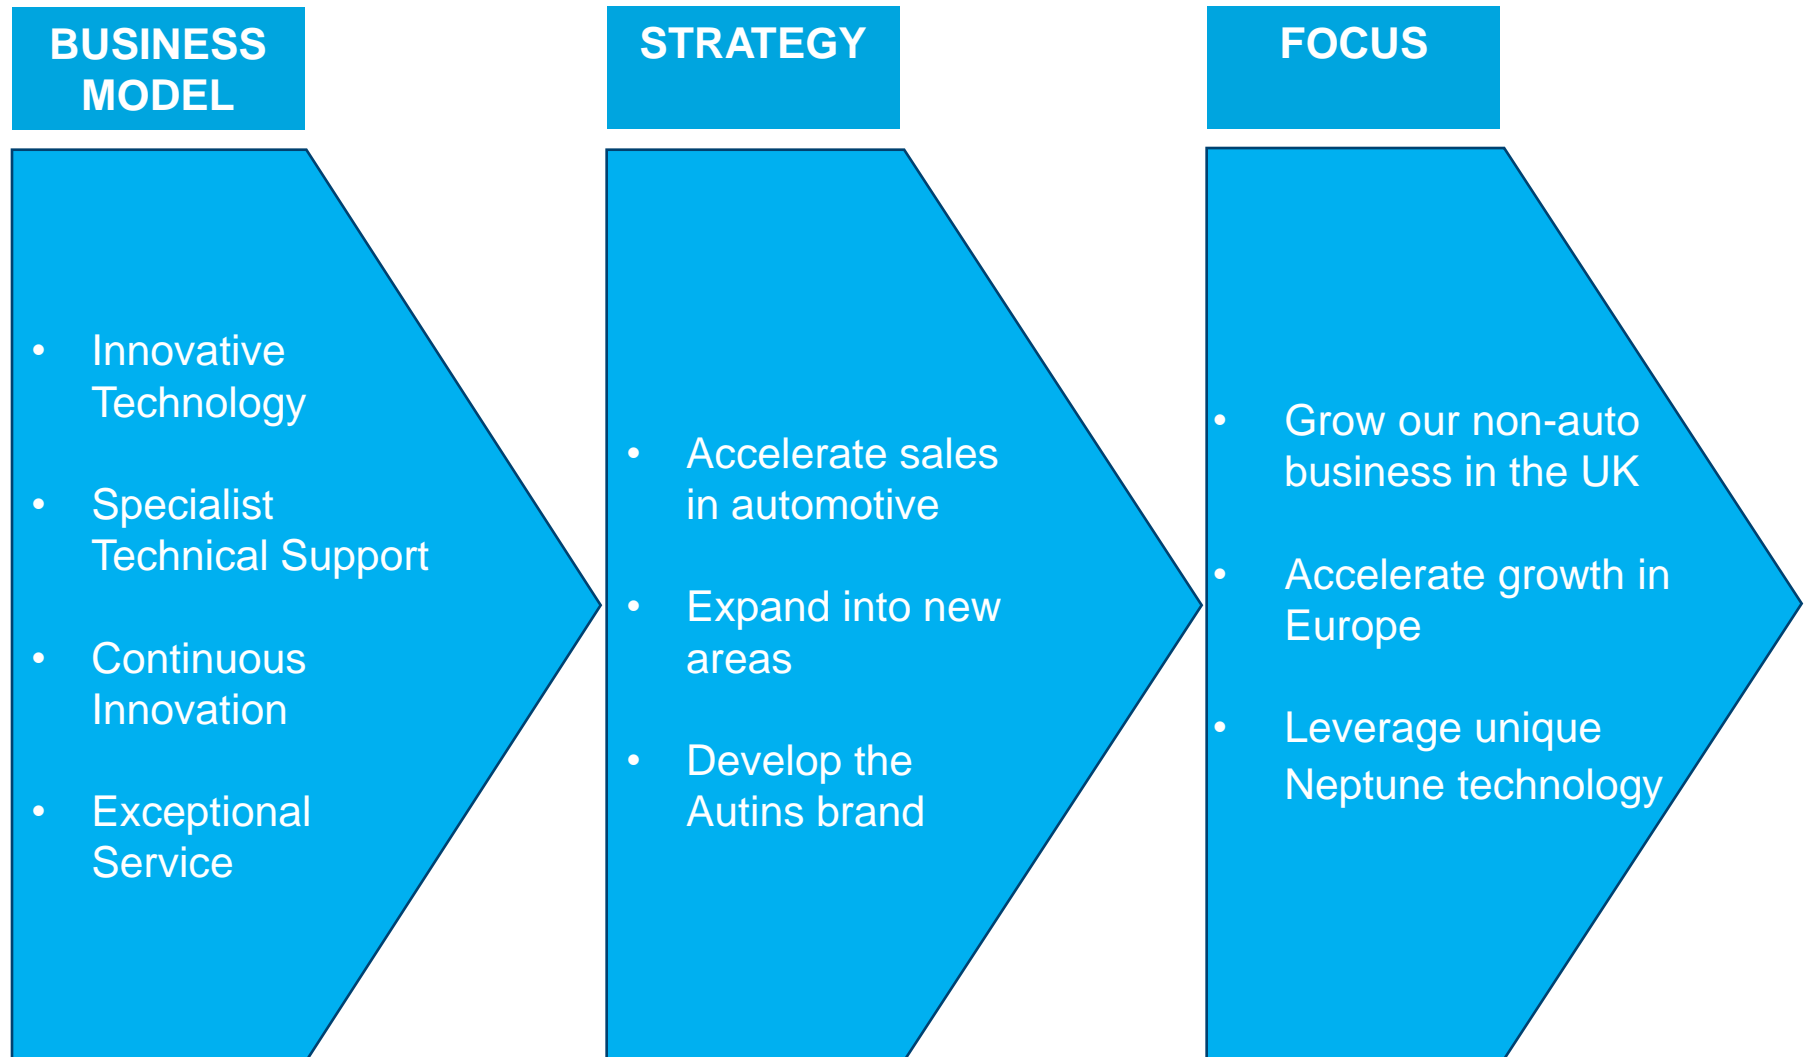 BUSINESS
MODEL
• Innovative
Technology
• Specialist
Technical Support
• Continuous
Innovation
• Exceptional
Service
STRATEGY
• Accelerate sales
in automotive
• Expand into new
areas
• Develop the
Autins brand
FOCUS
• Grow our non-auto
business in the UK
• Accelerate growth in
Europe
• Leverage unique
Neptune technology